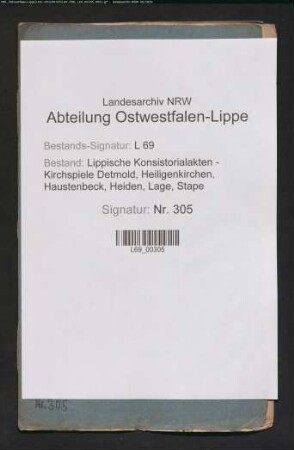 Landesarchiv NRW
Abteilung Ostwestfalen-Lippe
Bestands-Signatur: L 69
Bestand: Lippische Konsistorialakten -
Kirchspiele Detmold, Heiligenkirchen,
Haustenbeck, Heiden, Lage, Stape
Signatur: Nr. 305
L69_00305
Nr. 305